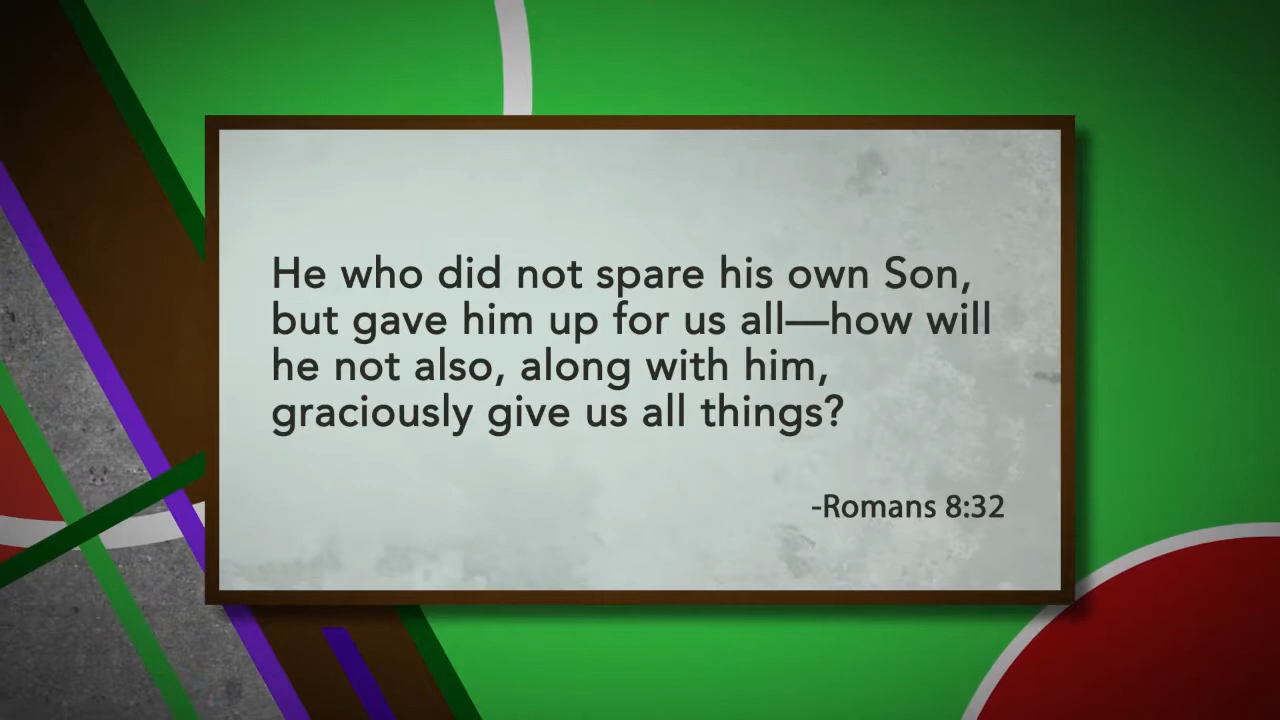 He who did not spare his own Son,
but gave him up for us all—how will
he not also, along with him,
graciously give us all things?
-Romans 8:32